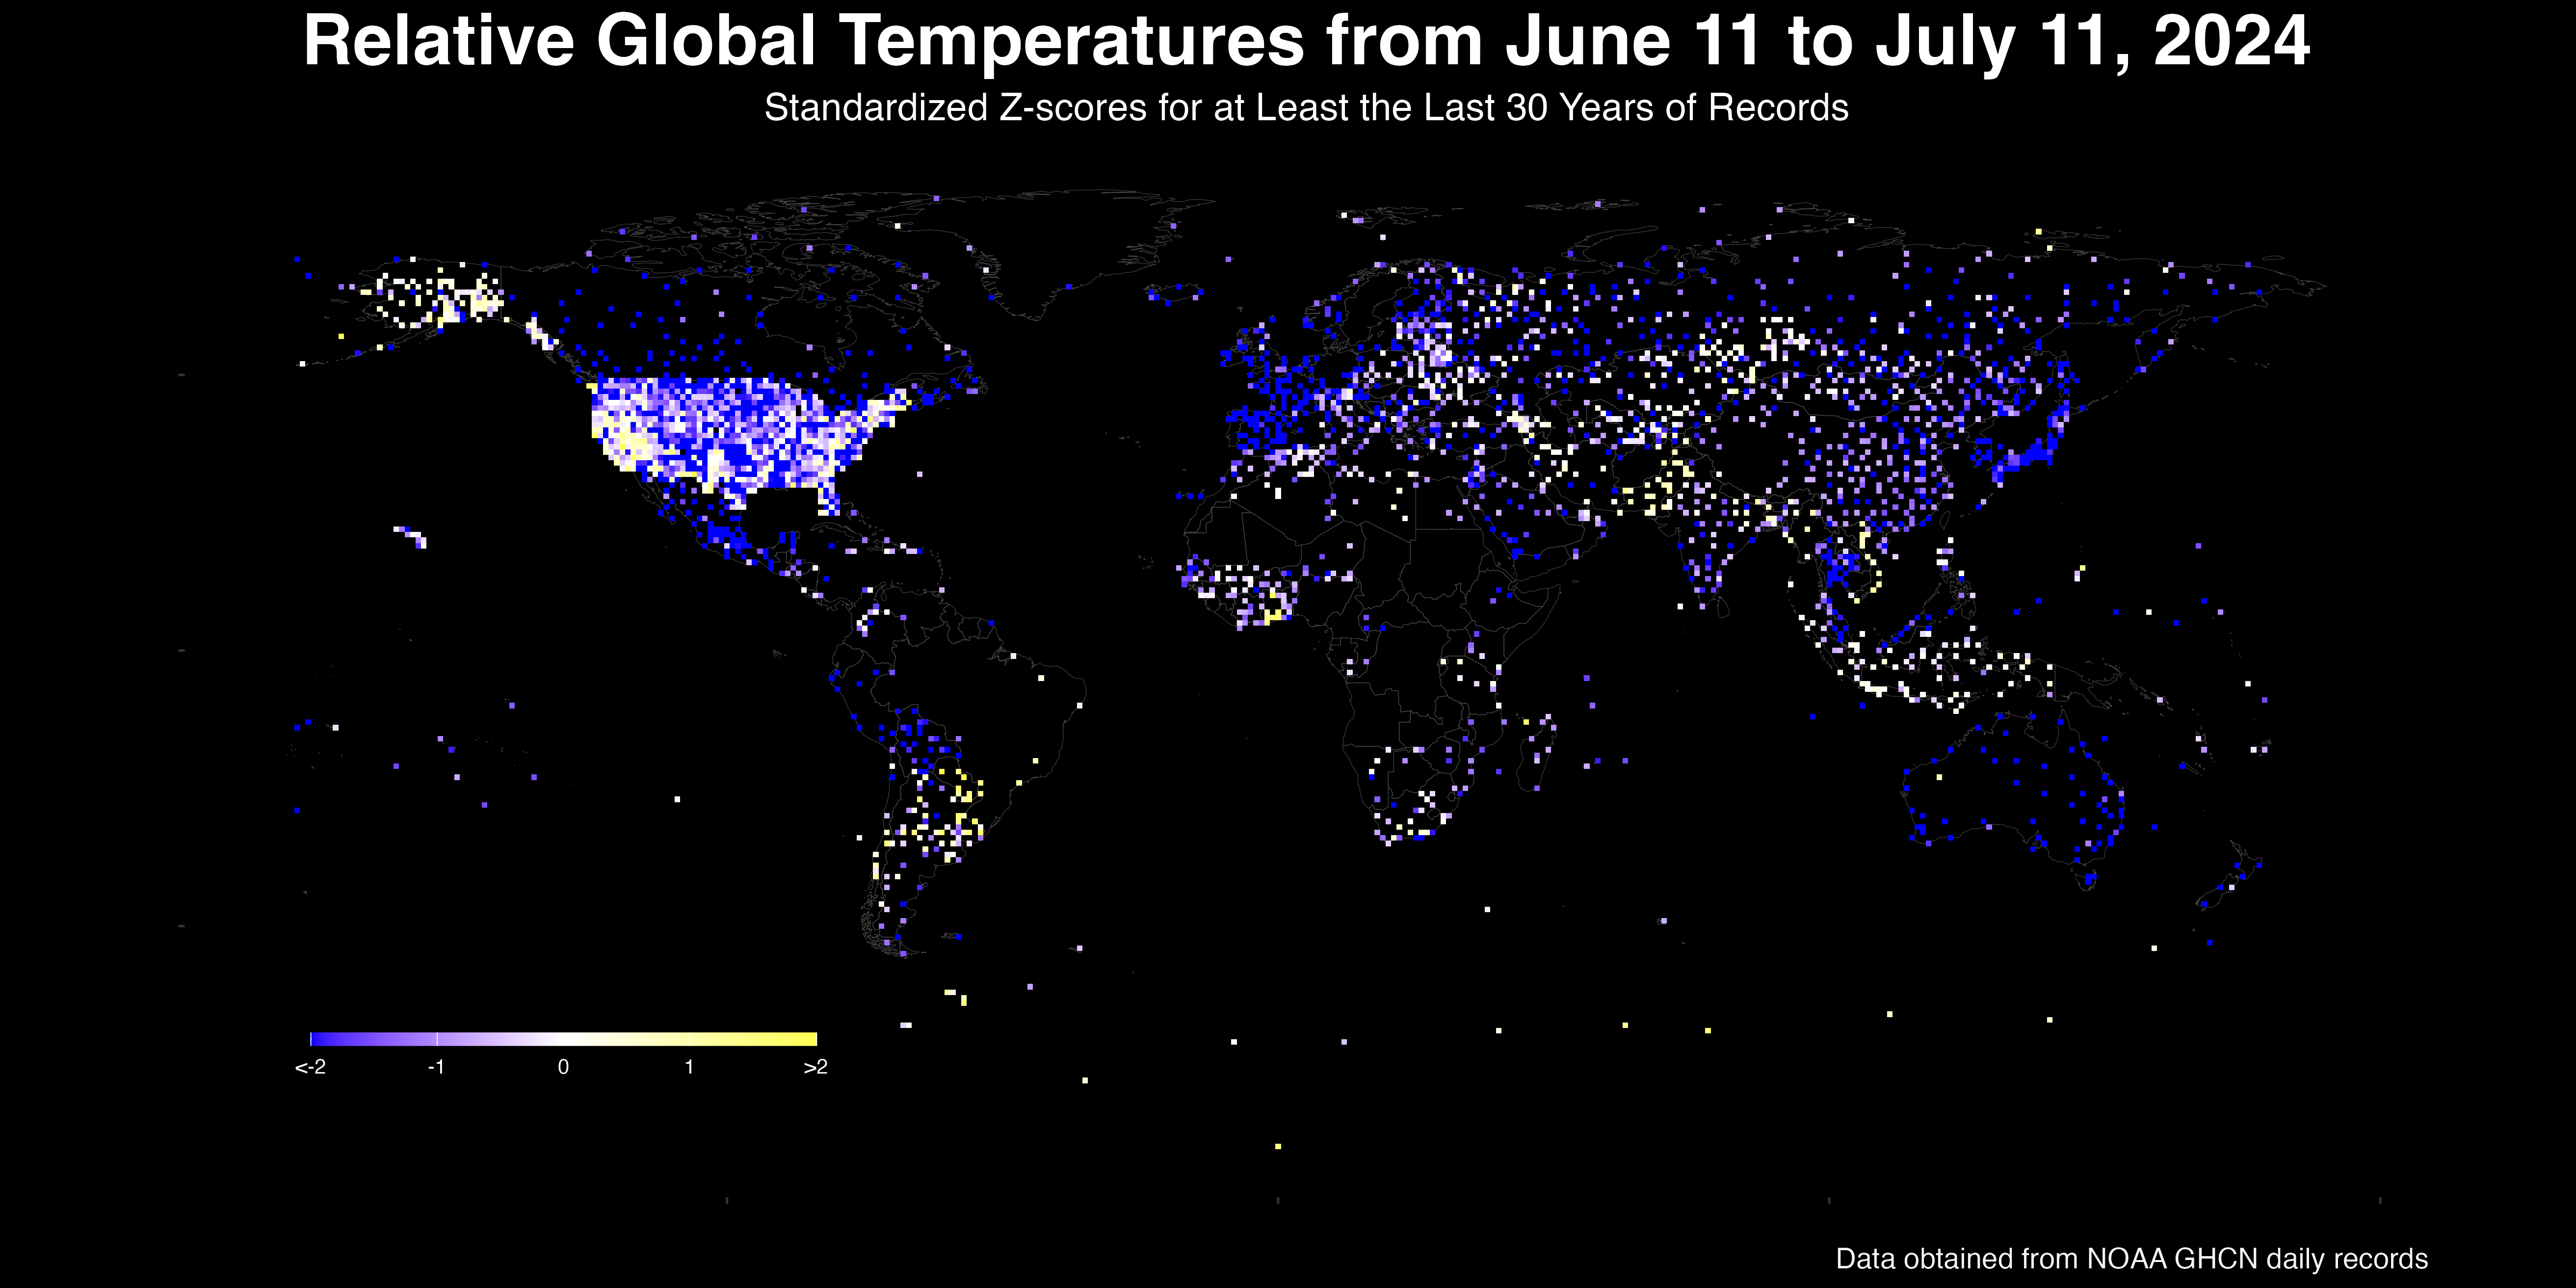 Relative Global Temperatures from June 11 to July 11, 2024
Standardized Z-scores for at Least the Last 30 Years of Records
<-2 -1 0 1 >2
Data obtained from NOAA GHCN daily records